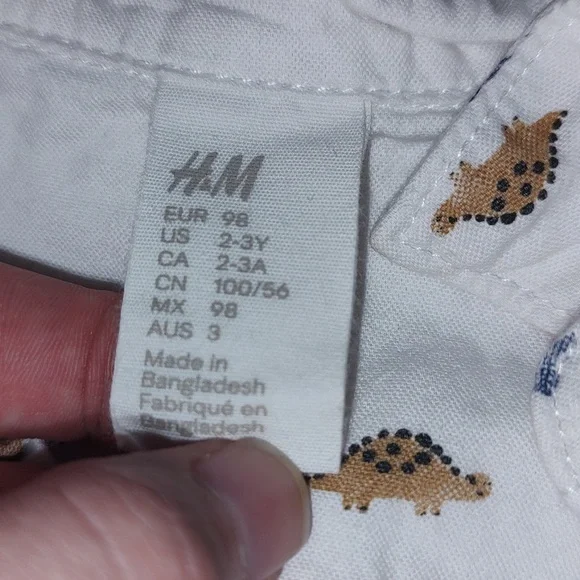 H&M
EUR 98
US 2-3Y
CA 2-3A
CN 100/56
MX 98
AUS 3
Made in
Bangladesh
Fabriqué en
Bangladesh